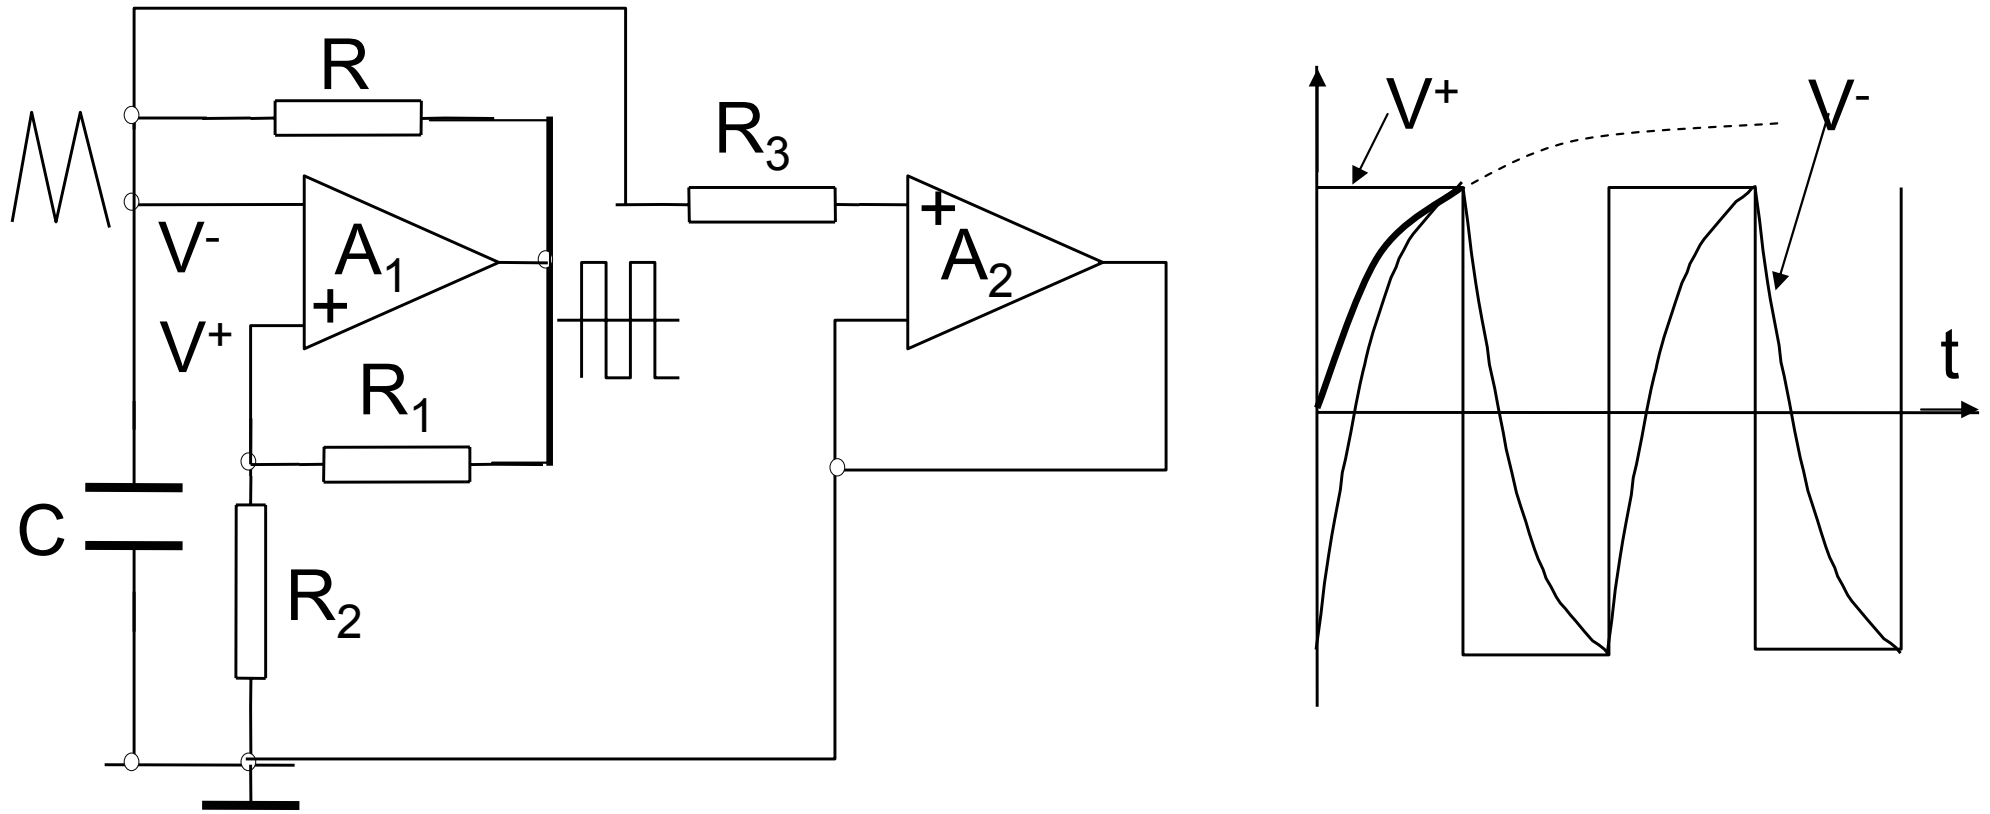 R
V⁻
A₁
+
V⁺
R₁
C
R₂
R₃
+
A₂
V⁺
V⁻
t